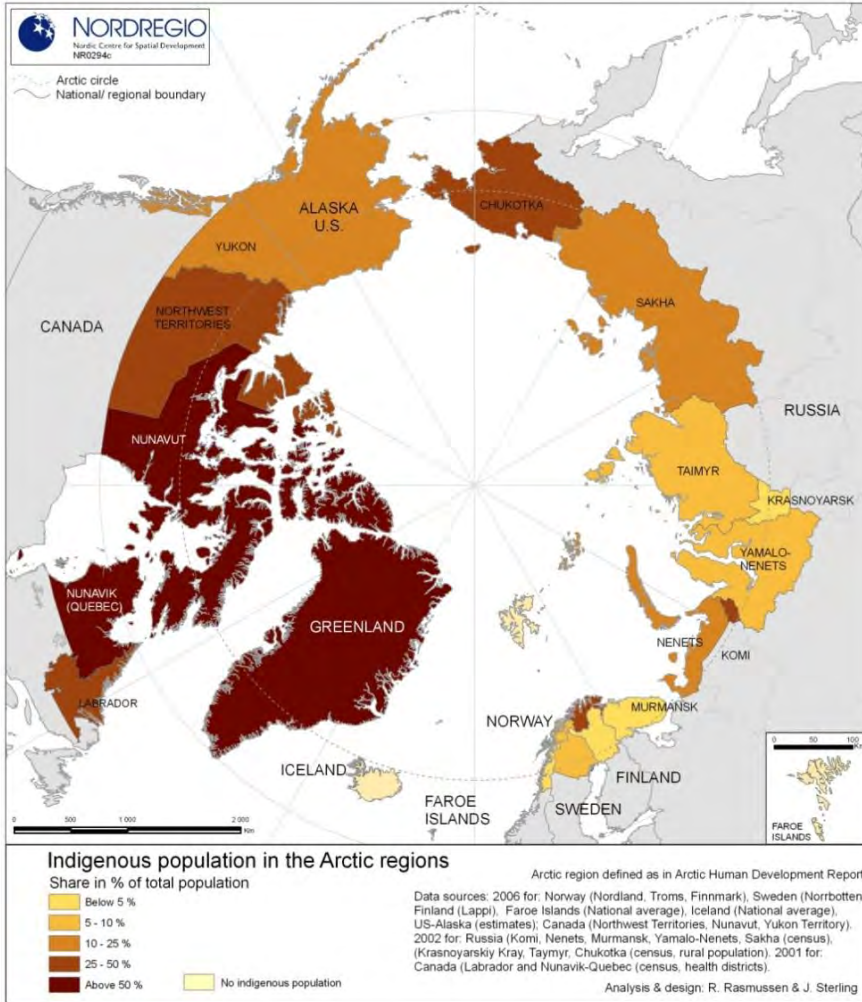 NORDREGIO
Nordic Centre for Spatial Development
NR0294c
Arctic circle
National/ regional boundary
ALASKA
U.S.
CHUKOTKA
YUKON
SAKHA
NORTHWEST
TERRITORIES
CANADA
RUSSIA
NUNAVUT
TAIMYR
KRASNOYARSK
YAMALO-
NENETS
NUNAVIK
(QUEBEC)
GREENLAND
NENETS
KOMI
LABRADOR
MURMANSK
NORWAY
ICELAND
FINLAND
FAROE
ISLANDS
SWEDEN
0 100
Km
FAROE
ISLANDS
0 500 1 000 2 000
Km
Indigenous population in the Arctic regions
Share in % of total population
Below 5 %
5 - 10 %
10 - 25 %
25 - 50 %
Above 50 %
No indigenous population
Arctic region defined as in Arctic Human Development Report
Data sources: 2006 for: Norway (Nordland, Troms, Finnmark), Sweden (Norrbotten)
Finland (Lappi), Faroe Islands (National average), Iceland (National average),
US-Alaska (estimates); Canada (Northwest Territories, Nunavut, Yukon Territory).
2002 for: Russia (Komi, Nenets, Murmansk, Yamalo-Nenets, Sakha (census),
(Krasnoyarskiy Kray, Taymyr, Chukotka (census, rural population). 2001 for:
Canada (Labrador and Nunavik-Quebec (census, health districts).
Analysis & design: R. Rasmussen & J. Sterling